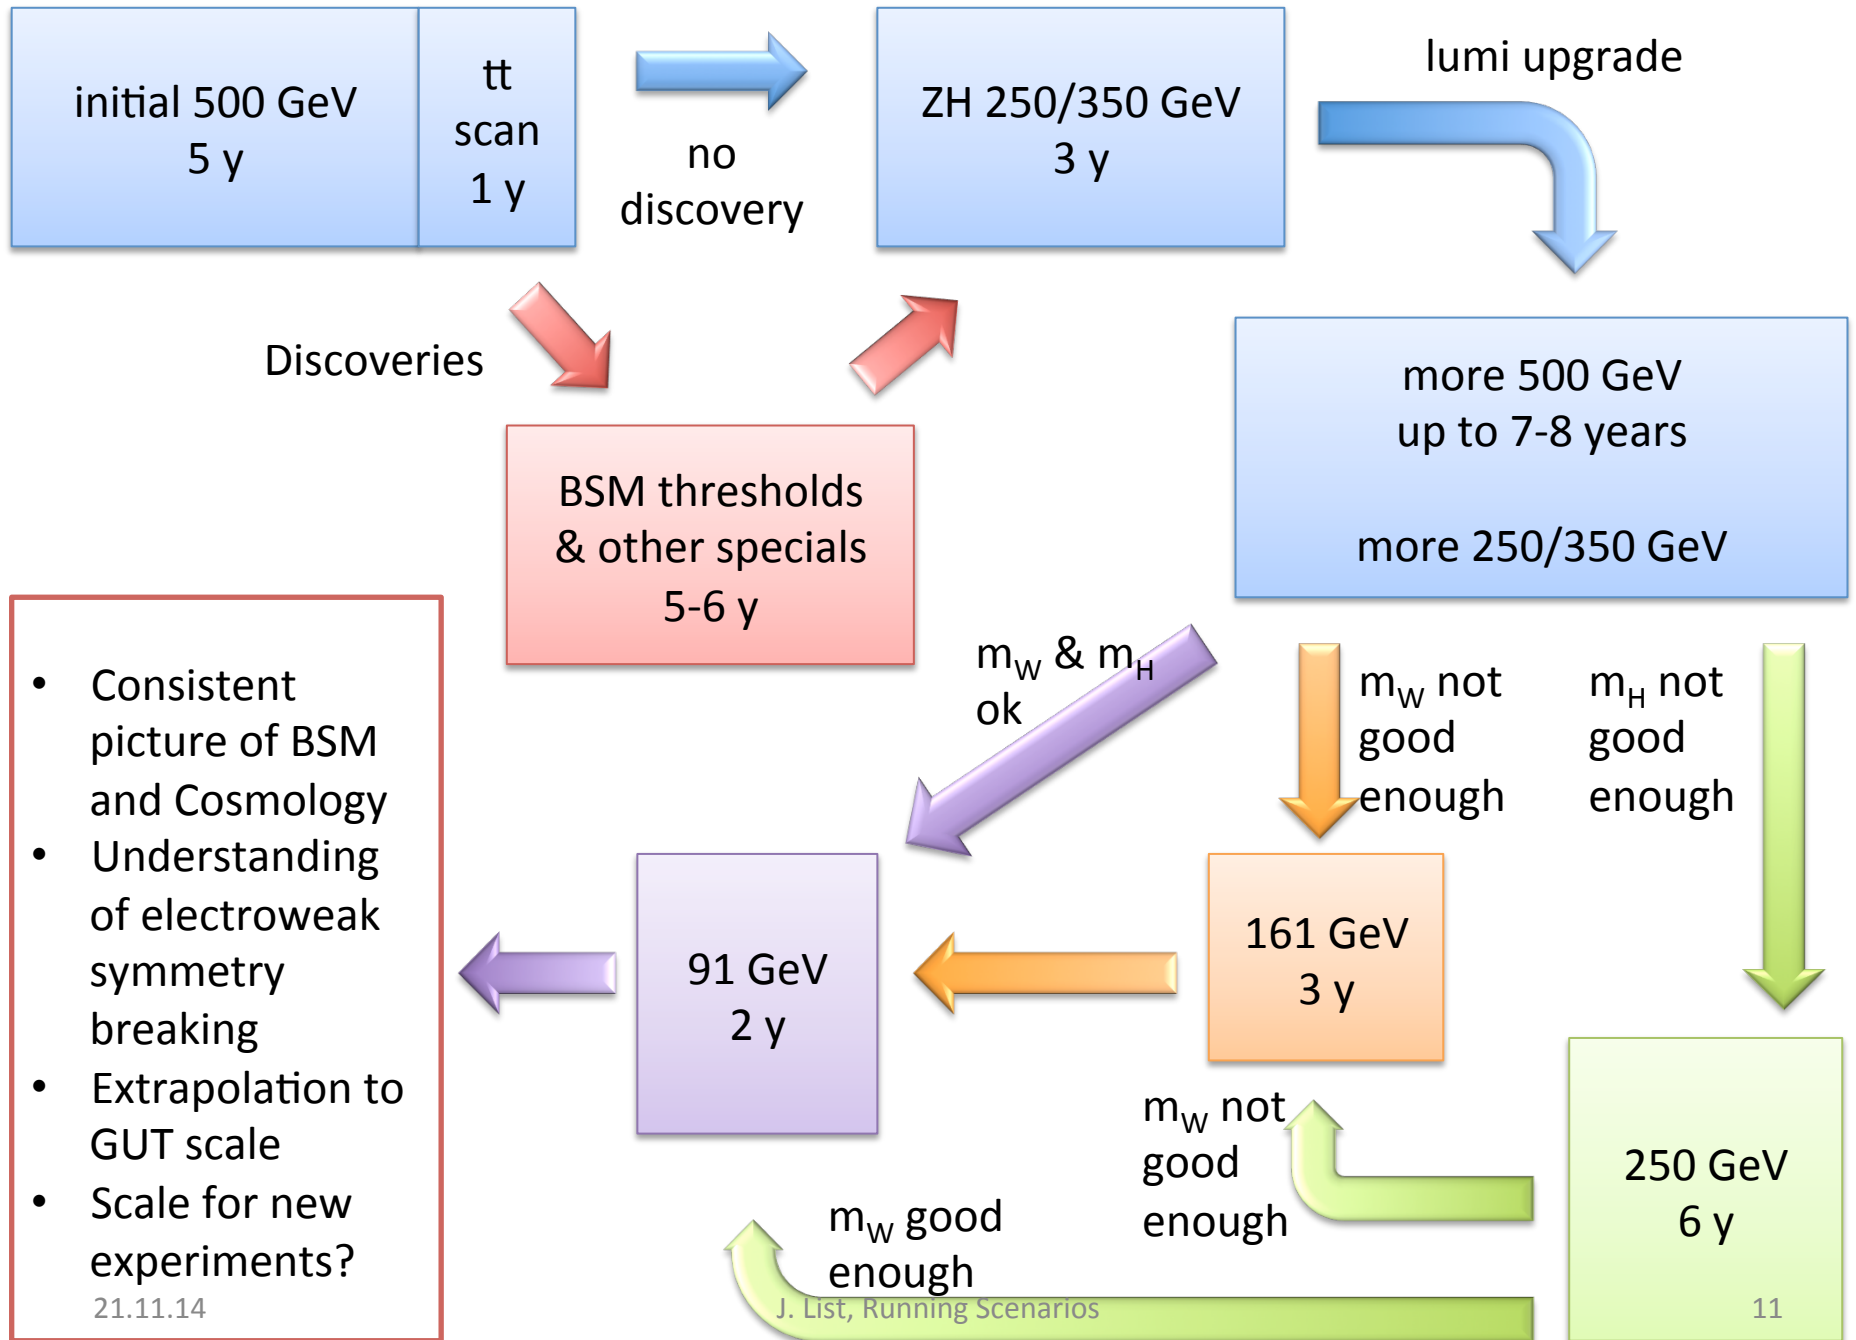 initial 500 GeV
5 y
tt
scan
1 y
no
discovery
ZH 250/350 GeV
3 y
lumi upgrade
Discoveries
BSM thresholds
& other specials
5-6 y
more 500 GeV
up to 7-8 years
more 250/350 GeV
mW & mH
ok
mW not
good
enough
mH not
good
enough
• Consistent
picture of BSM
and Cosmology
• Understanding
of electroweak
symmetry
breaking
• Extrapolation to
GUT scale
• Scale for new
experiments?
91 GeV
2 y
161 GeV
3 y
mW not
good
enough
mW good
enough
250 GeV
6 y
21.11.14
J. List, Running Scenarios
11